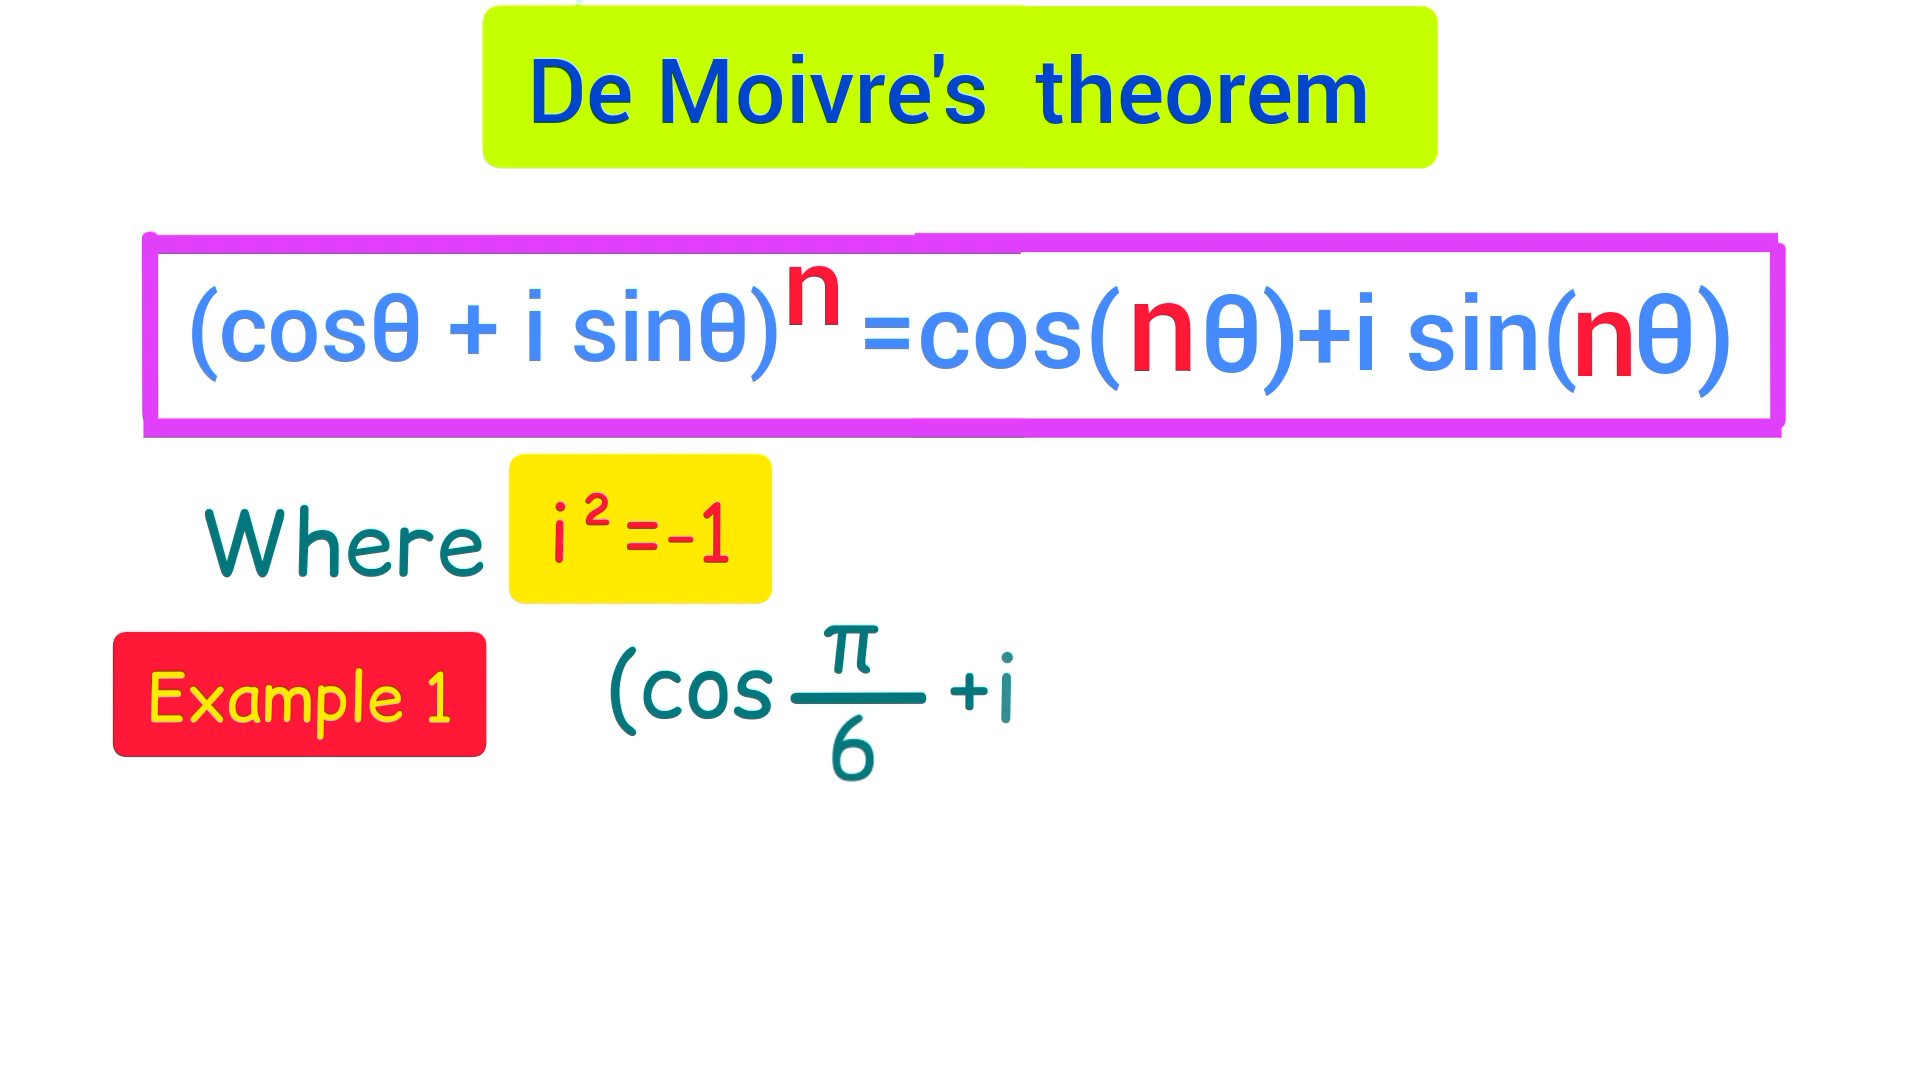 De Moivre's theorem
(cosθ + i sinθ)ⁿ =cos(nθ)+i sin(nθ)
Where i²=-1
Example 1 (cos π/6 +i